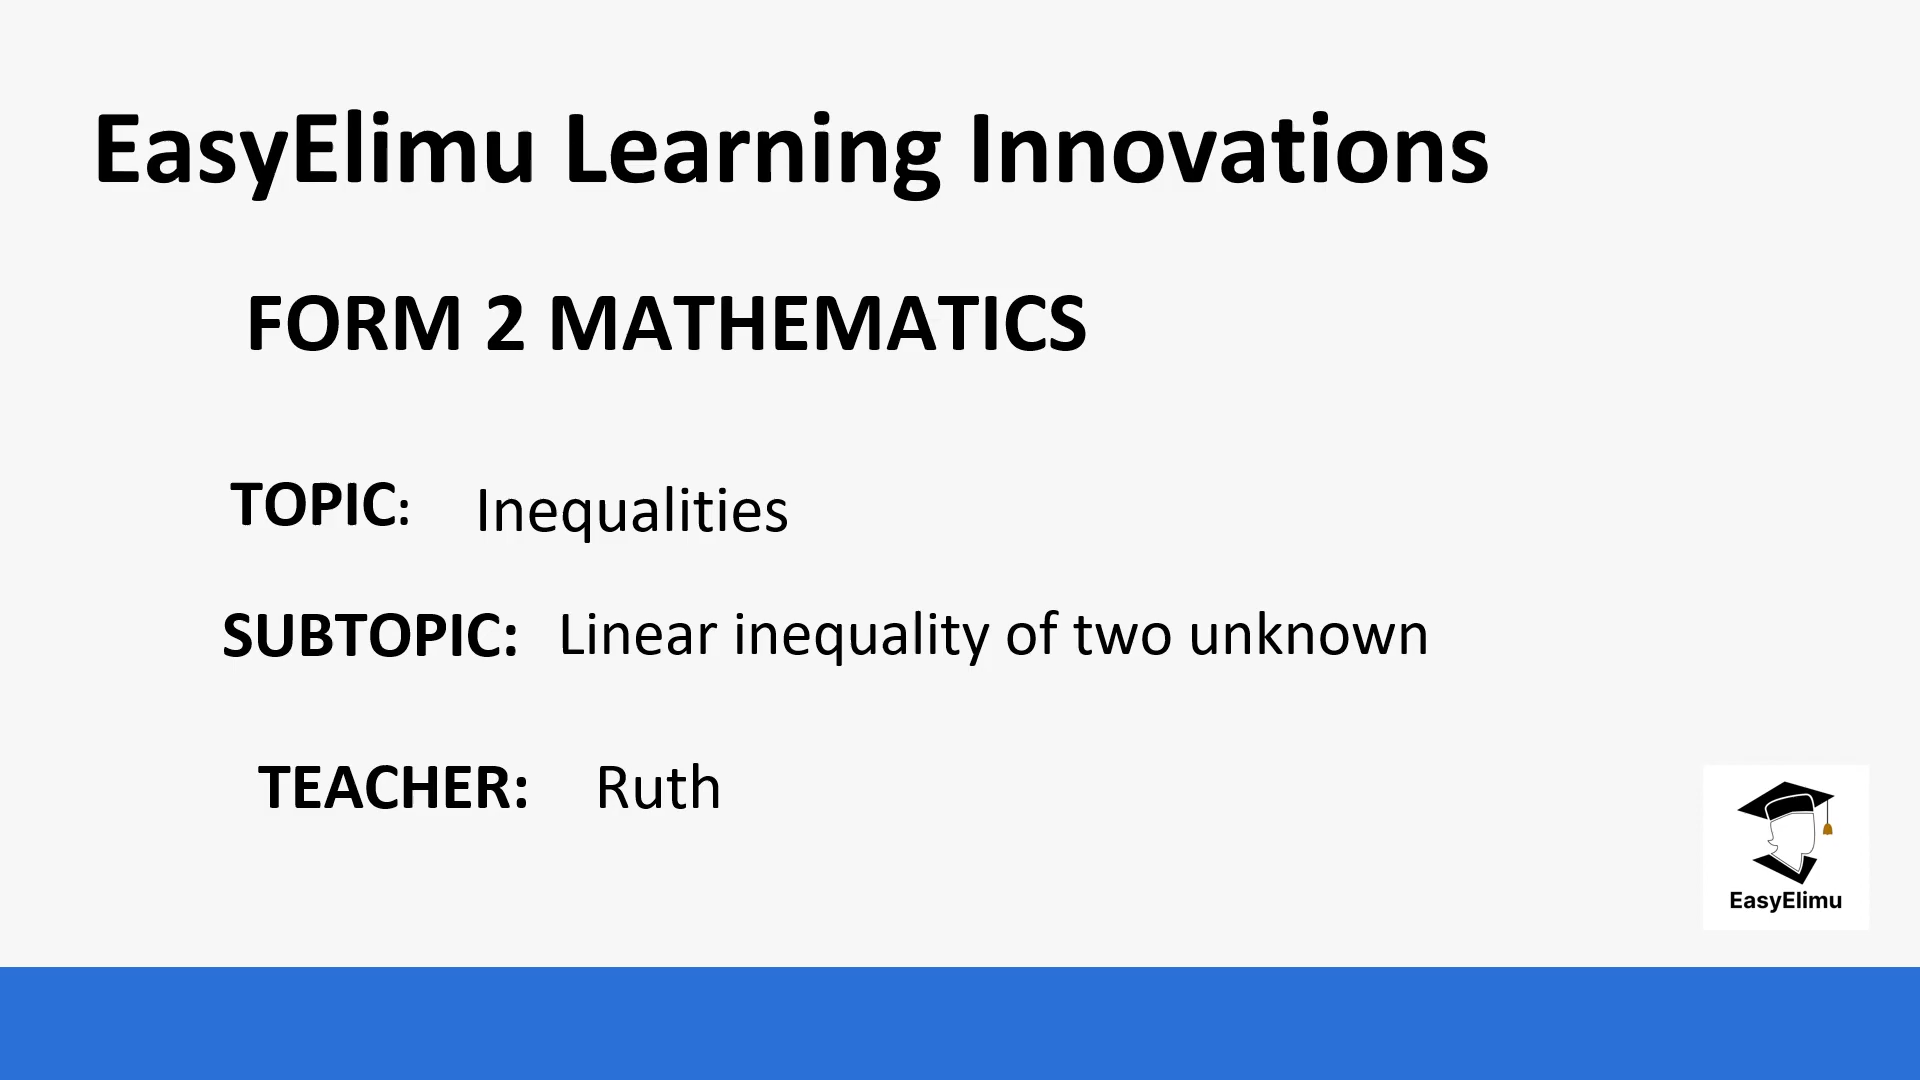 EasyElimu Learning Innovations
FORM 2 MATHEMATICS
TOPIC: Inequalities
SUBTOPIC: Linear inequality of two unknown
TEACHER: Ruth
EasyElimu